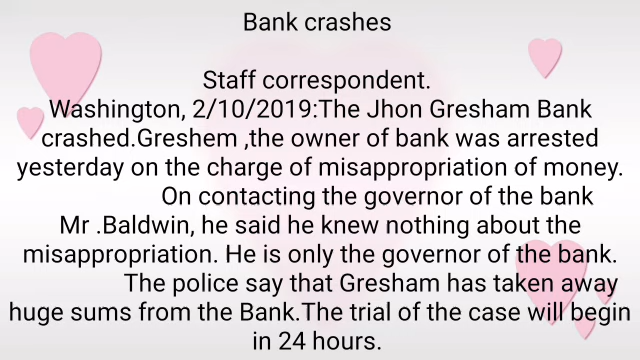 Bank crashes
Staff correspondent.
Washington, 2/10/2019:The Jhon Gresham Bank
crashed.Greshem ,the owner of bank was arrested
yesterday on the charge of misappropriation of money.
On contacting the governor of the bank
Mr .Baldwin, he said he knew nothing about the
misappropriation. He is only the governor of the bank.
The police say that Gresham has taken away
huge sums from the Bank.The trial of the case will begin
in 24 hours.